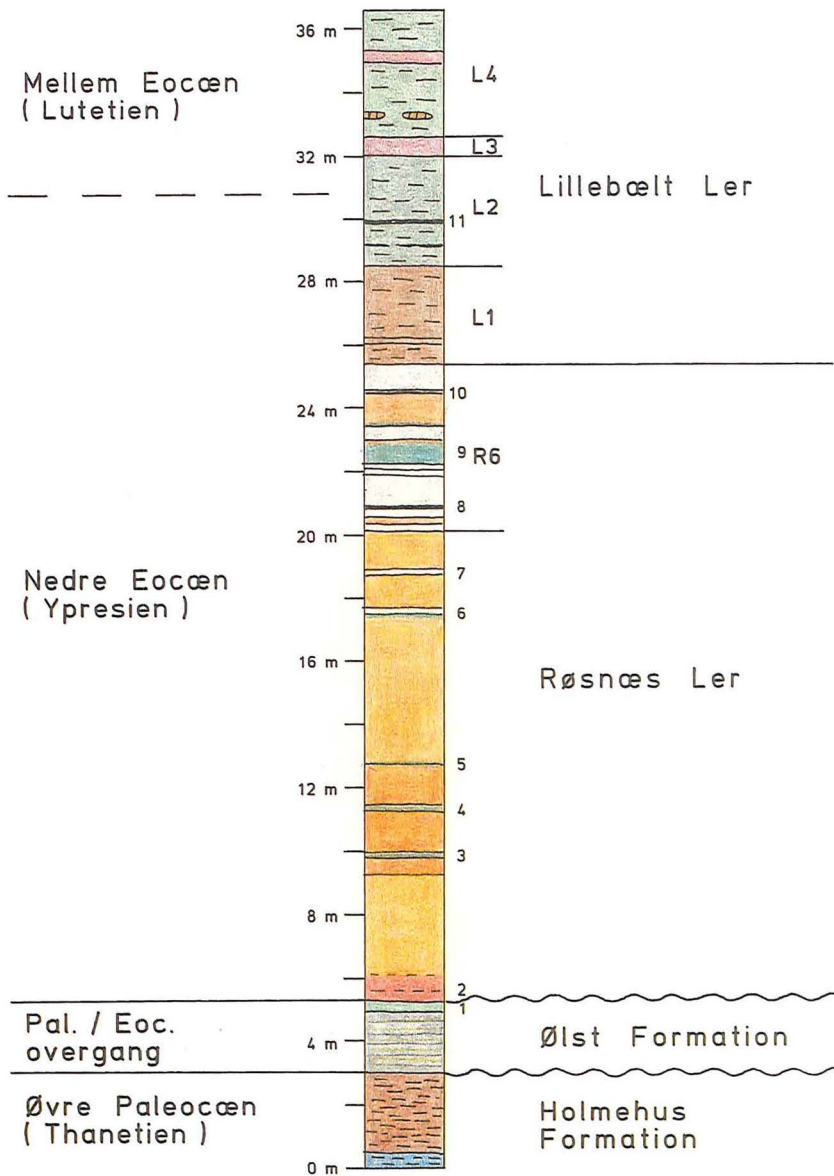 36 m
Mellem Eocæn
( Lutetien )
L4
L3
32 m
Lillebælt Ler
L2
11
28 m
L1
10
24 m
9 R6
8
20 m
Nedre Eocæn
( Ypresien )
7
6
16 m
Røsnæs Ler
5
12 m
4
3
8 m
2
1
Pal. / Eoc.
overgang
4 m
Ølst Formation
Øvre Paleocæn
( Thanetien )
Holmehus
Formation
0 m